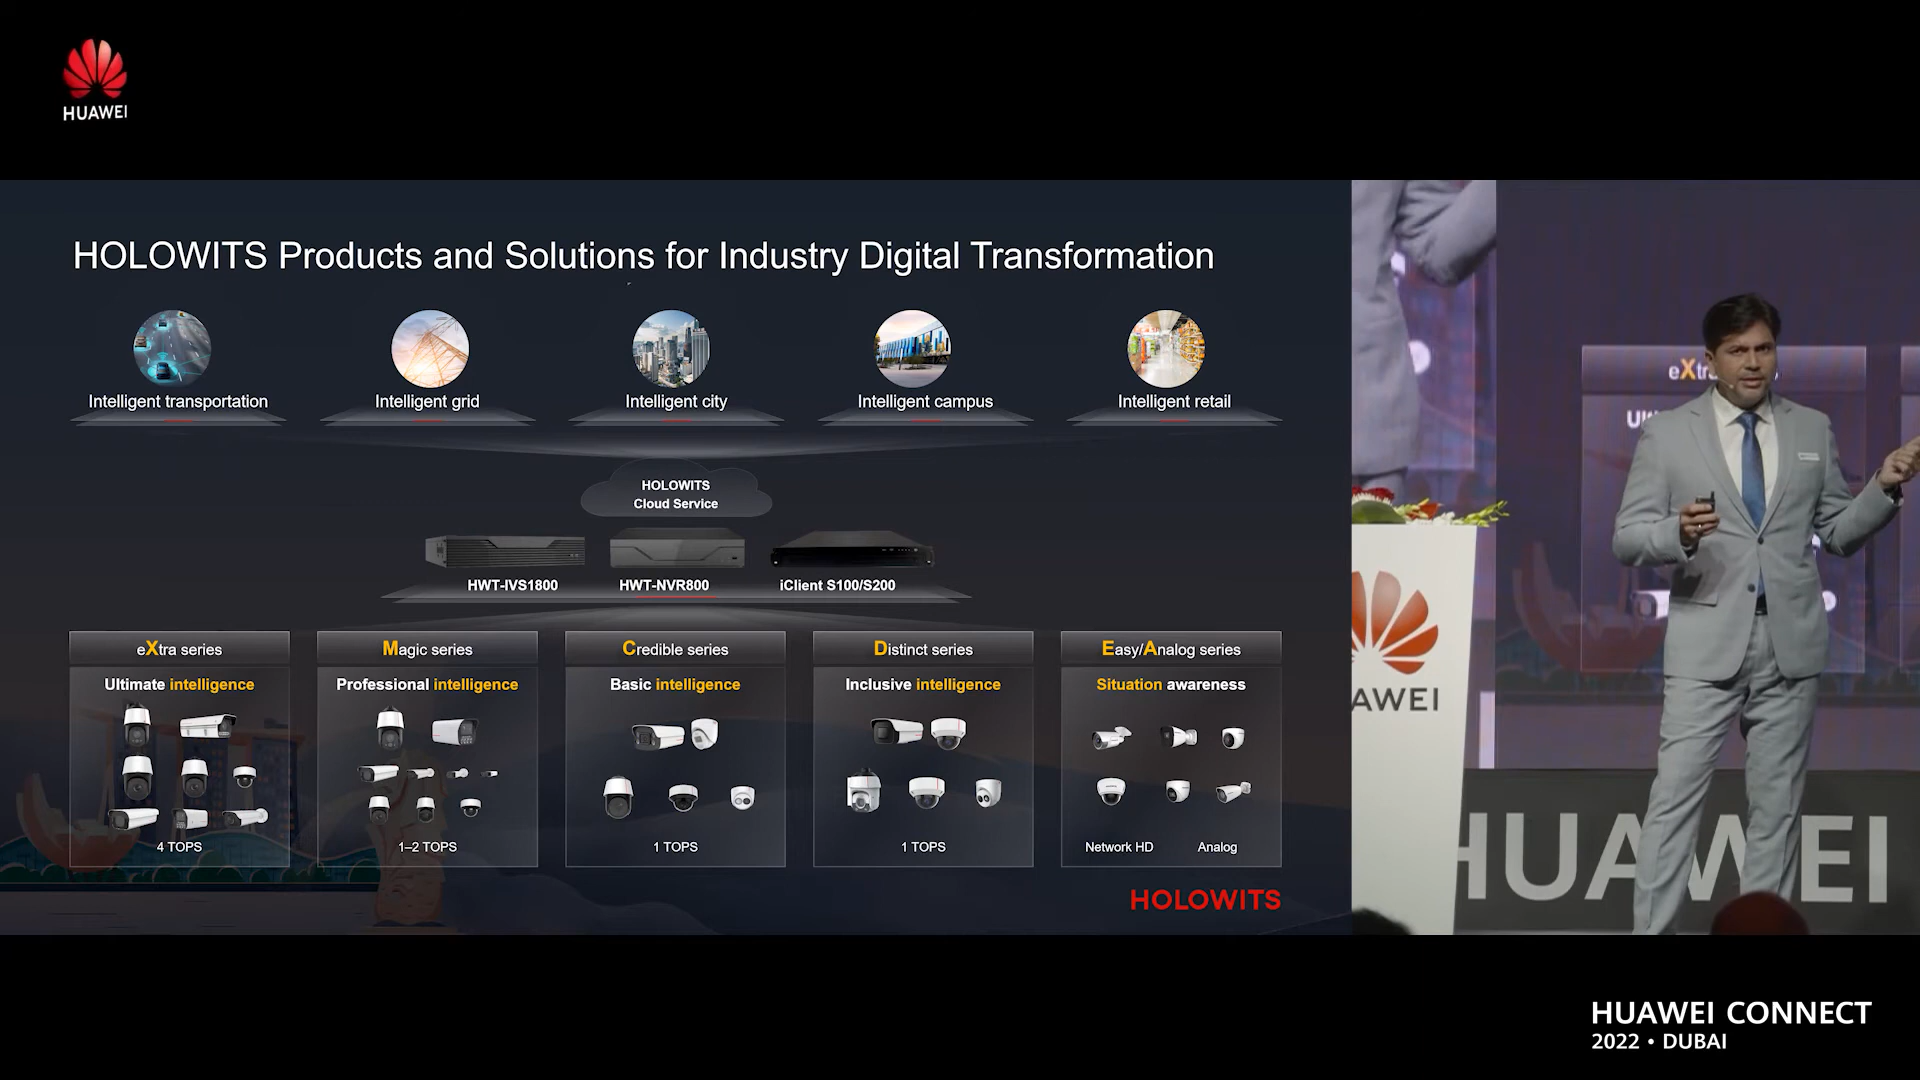 HUAWEI
HOLOWITS Products and Solutions for Industry Digital Transformation
Intelligent transportation
Intelligent grid
Intelligent city
Intelligent campus
Intelligent retail
HOLOWITS
Cloud Service
HWT-IVS1800
HWT-NVR800
iClient S100/S200
eXtra series
Ultimate intelligence
4 TOPS
Magic series
Professional intelligence
1–2 TOPS
Credible series
Basic intelligence
1 TOPS
Distinct series
Inclusive intelligence
1 TOPS
Easy/Analog series
Situation awareness
Network HD
Analog
HOLOWITS
eXtr
Ul
AWEI
HUAWEI
HUAWEI CONNECT
2022 • DUBAI